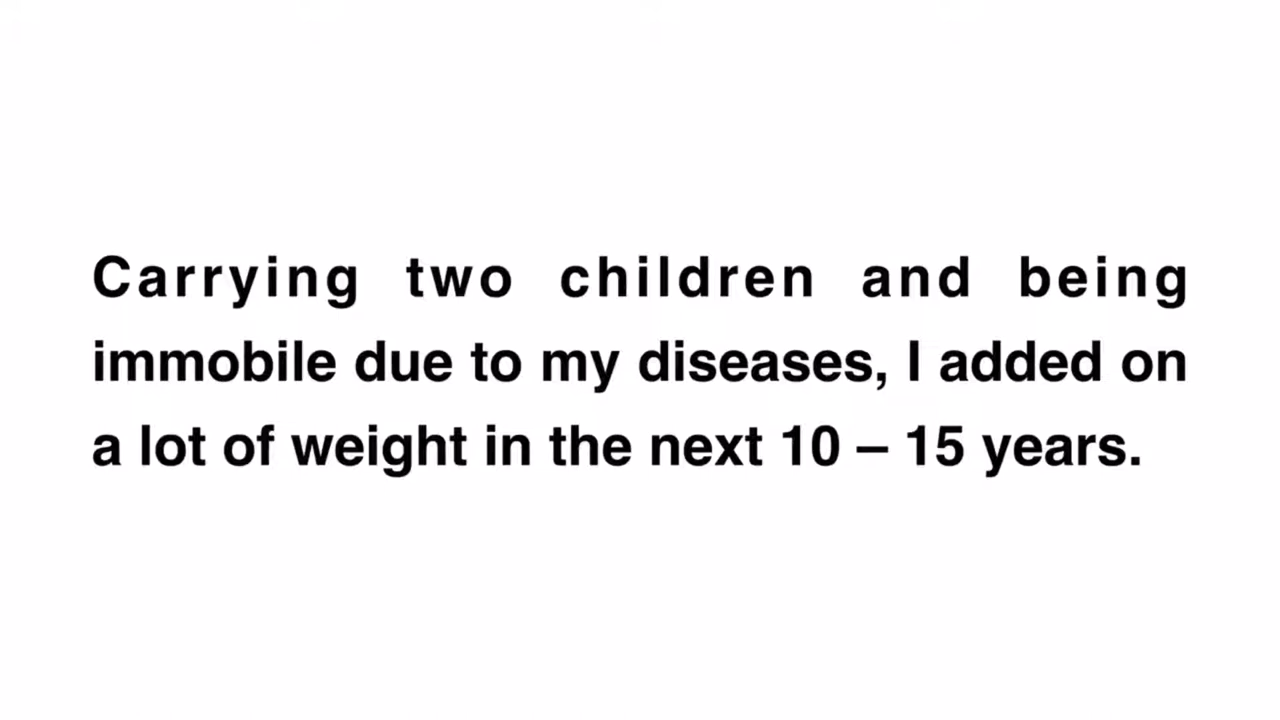 Carrying two children and being
immobile due to my diseases, I added on
a lot of weight in the next 10 – 15 years.